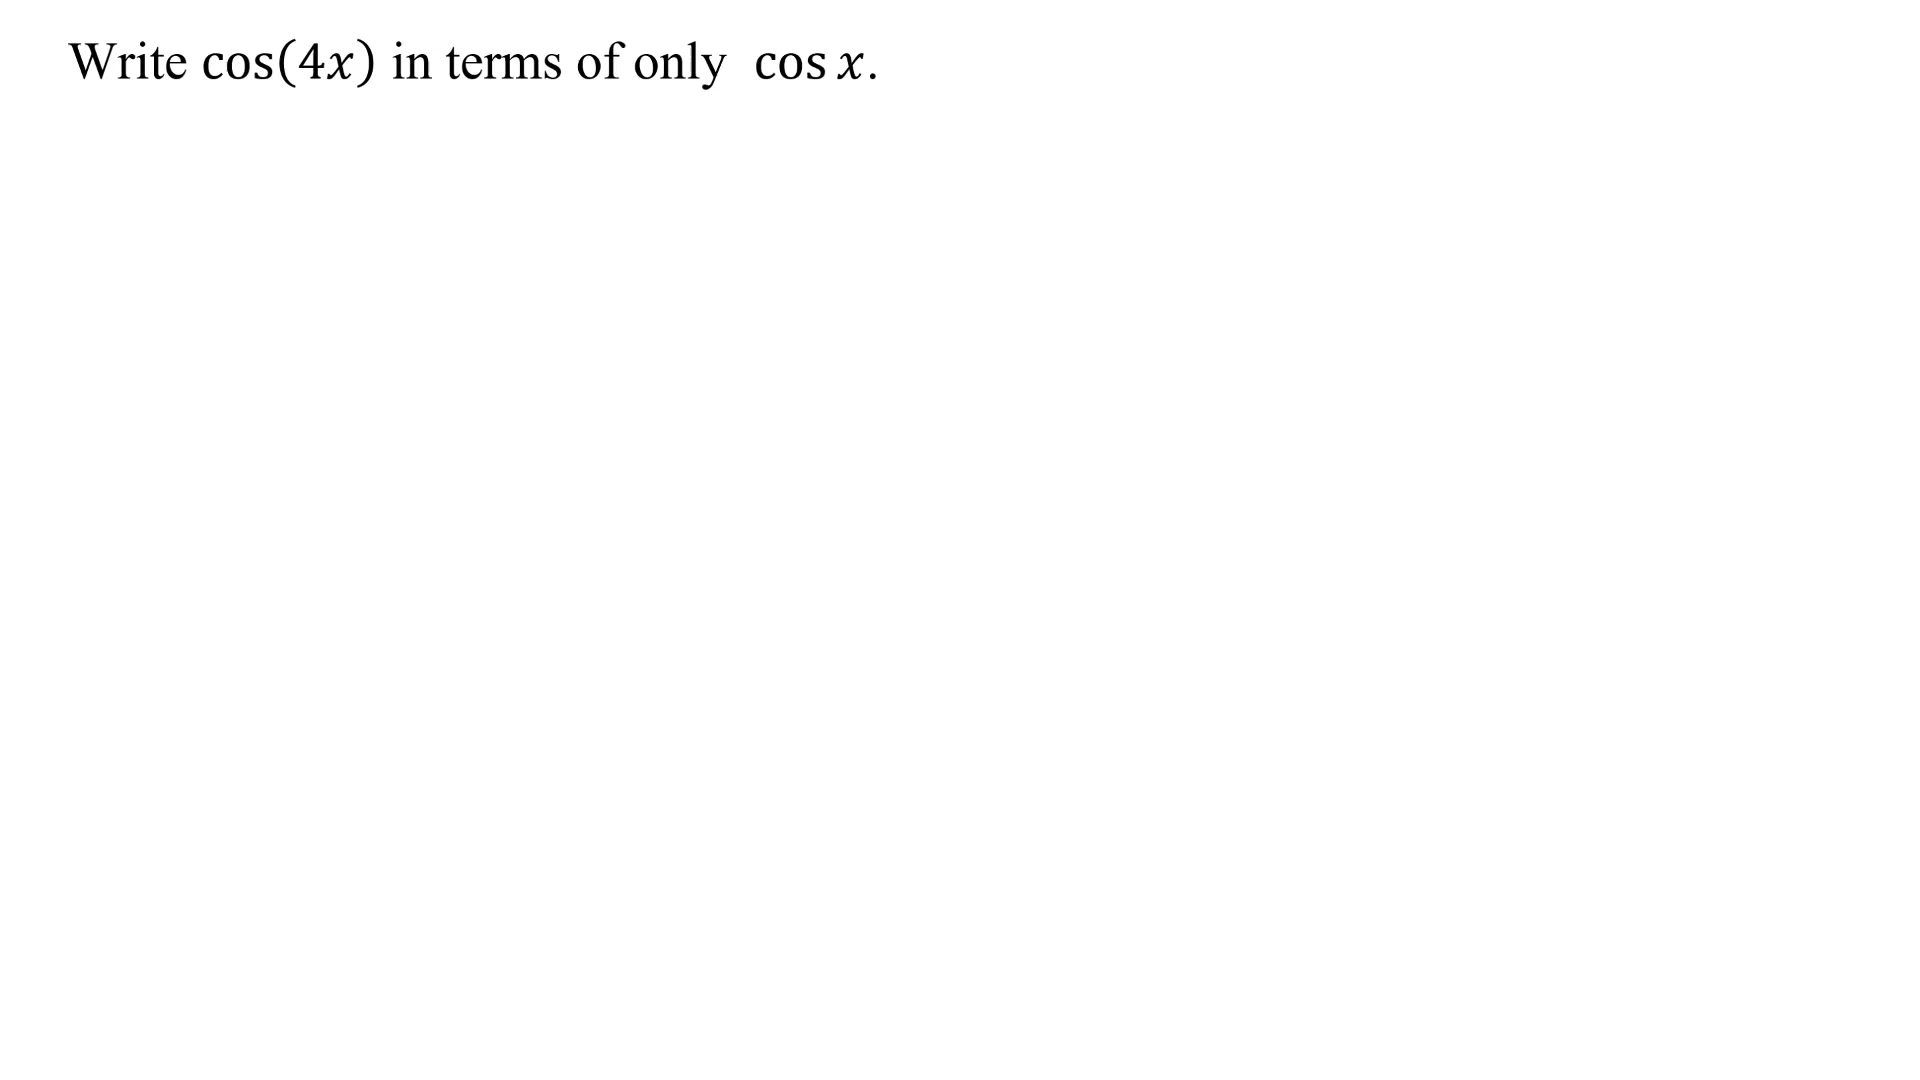 Write cos(4x) in terms of only cos x.